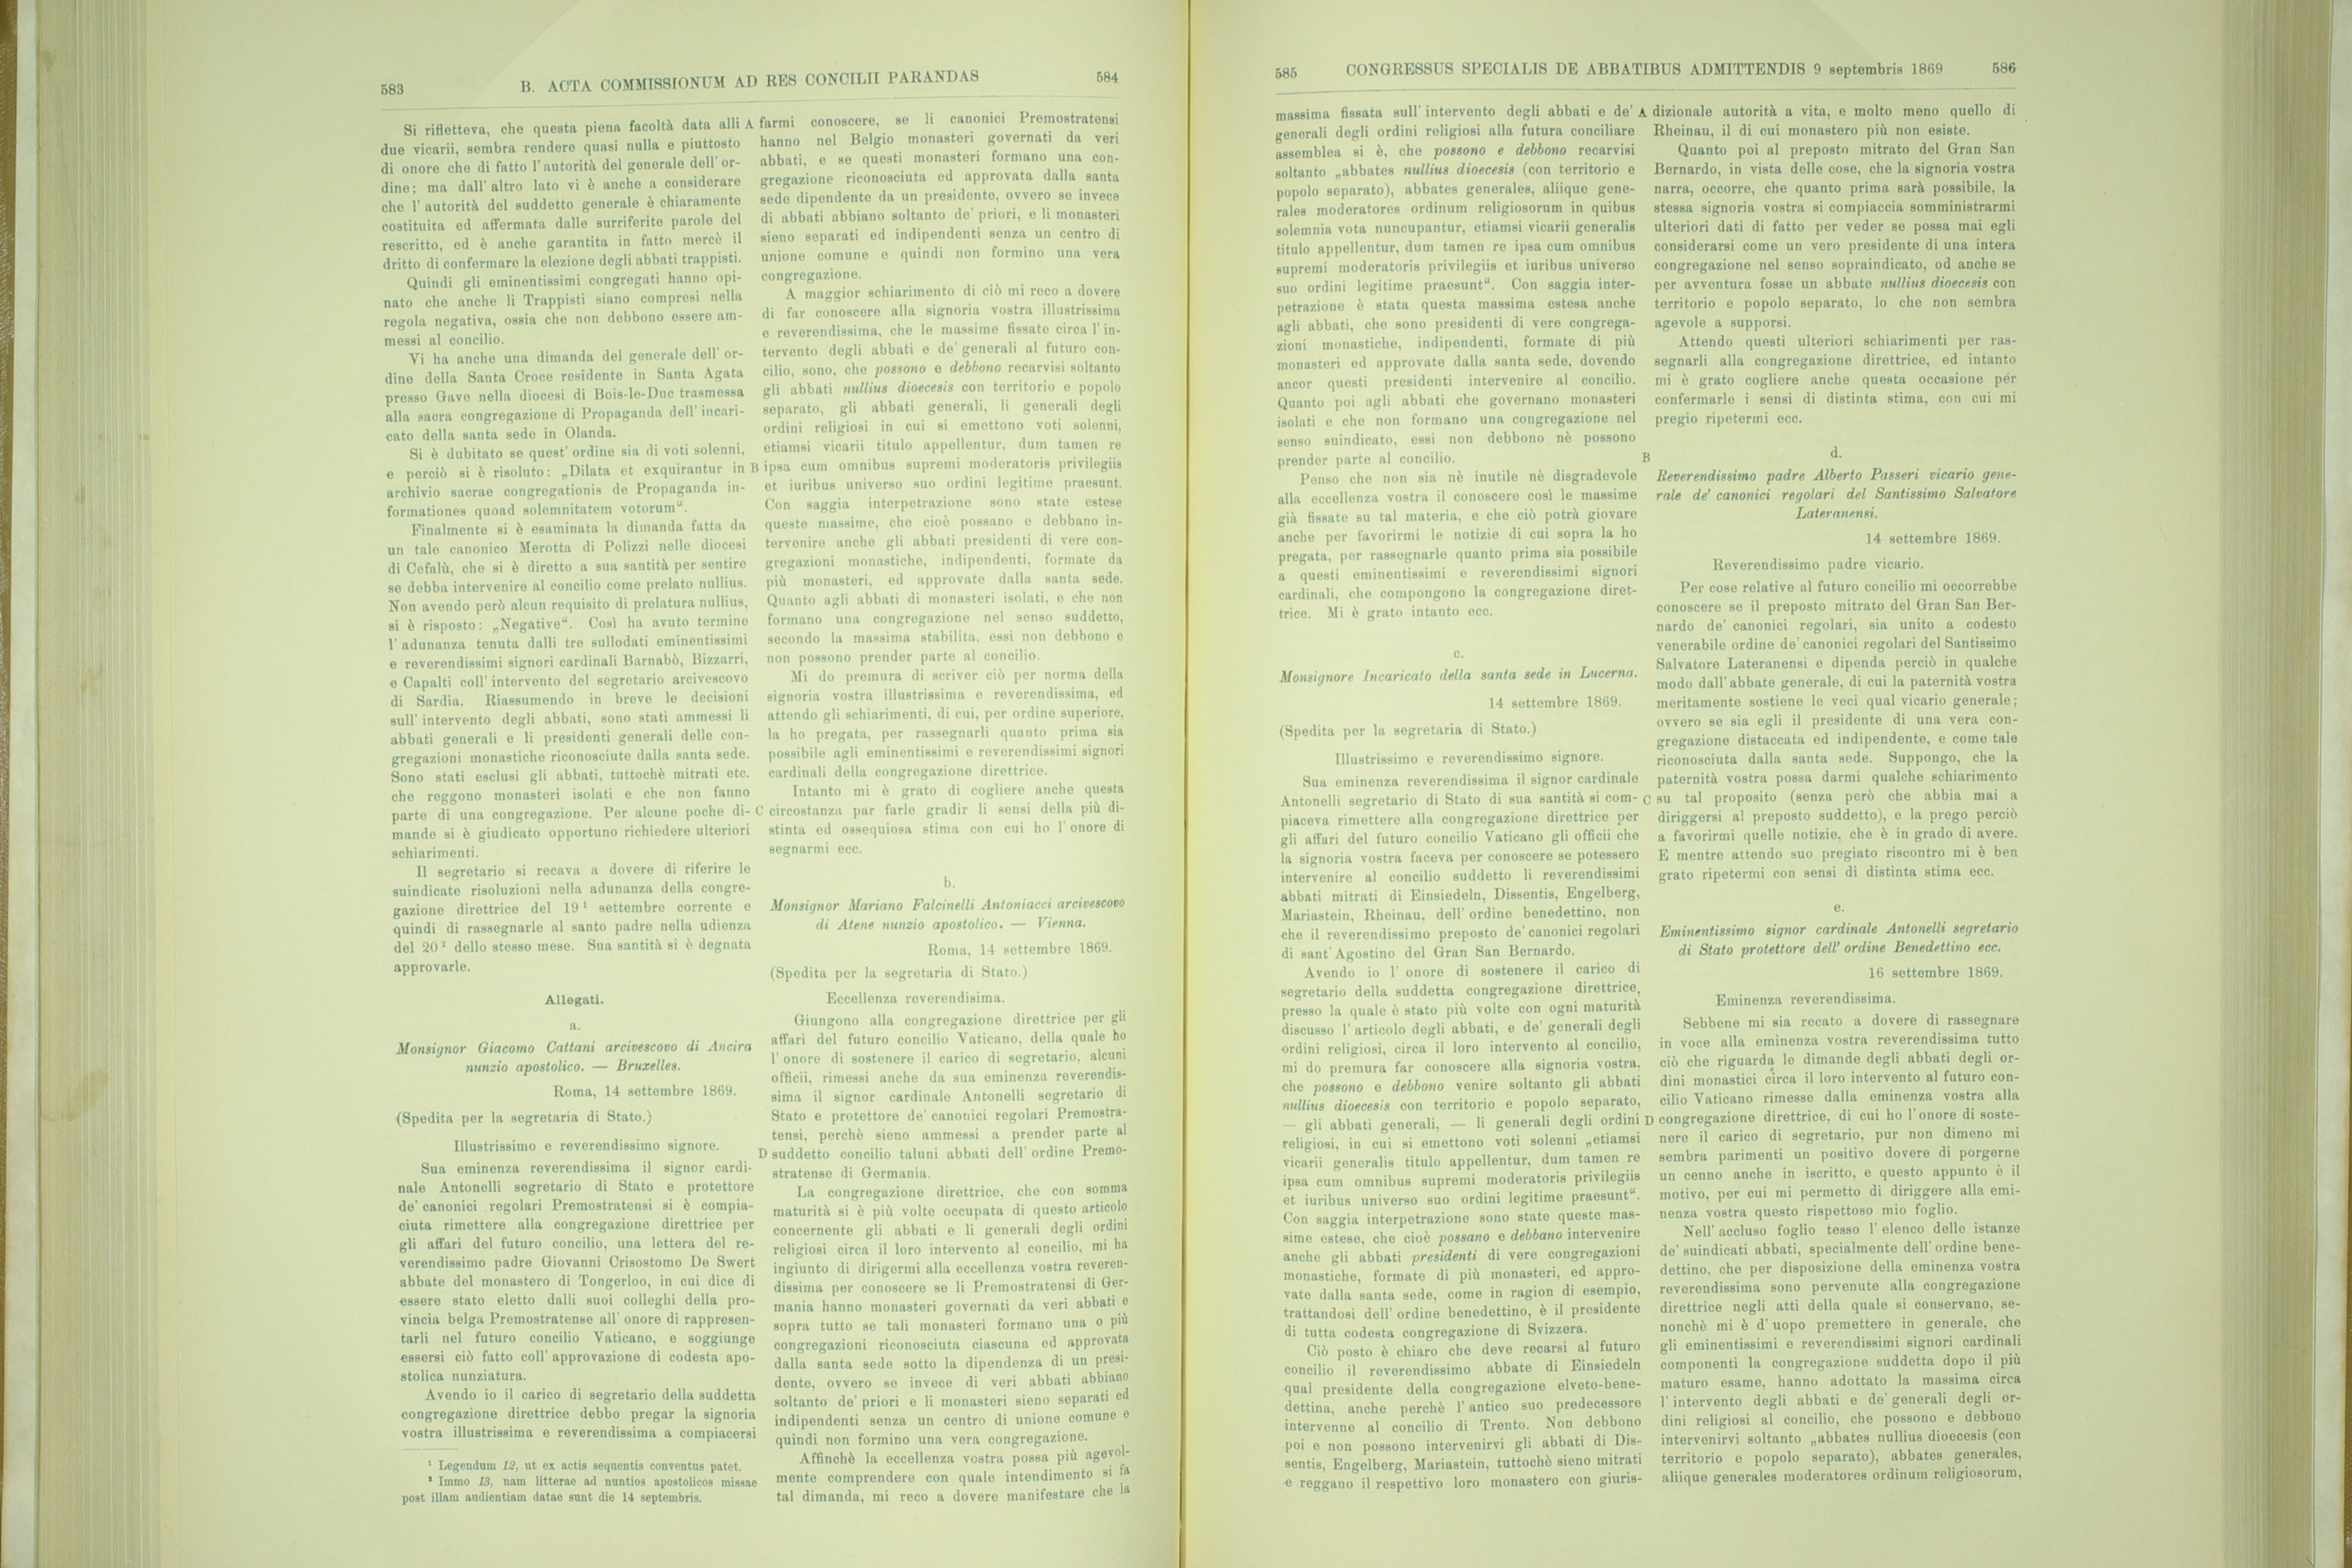 583
B. ACTA COMMISSIONUM AD RES CONCILII PARANDAS
584
Si rifletteva, che questa piena facoltà data alli
due vicarii, sembra rendere quasi nulla e piuttosto
di onore che di fatto l'autorità del generale dell'or-
dine; ma dall'altro lato vi è anche a considerare
che l'autorità del suddetto generale è chiaramente
costituita ed affermata dalle surriferite parole del
rescritto, ed è anche garantita in fatto mercè il
dritto di confermare la elezione degli abbati trappisti.
Quindi gli eminentissimi congregati hanno opi-
nato che anche li Trappisti siano compresi nella
regola negativa, ossia che non debbono essere am-
messi al concilio.
Vi ha anche una dimanda del generale dell'or-
dine della Santa Croce residente in Santa Agata
presso Gave nella diocesi di Bois-le-Duc trasmessa
alla sacra congregazione di Propaganda dell'incari-
cato della santa sede in Olanda.
Si è dubitato se quest'ordine sia di voti solenni,
e perciò si è risoluto: „Dilata et exquirantur in
archivio sacrae congregationis de Propaganda in-
formationes quoad solemnitatem votorum“.
Finalmente si è esaminata la dimanda fatta da
un tale canonico Merotta di Polizzi nelle diocesi
di Cefalù, che si è diretto a sua santità per sentire
se debba intervenire al concilio come prelato nullius.
Non avendo però alcun requisito di prelatura nullius,
si è risposto: „Negative“. Così ha avuto termine
l'adunanza tenuta dalli tre sullodati eminentissimi
e reverendissimi signori cardinali Barnabò, Bizzarri,
e Capalti coll'intervento del segretario arcivescovo
di Sardia. Riassumendo in breve le decisioni
sull'intervento degli abbati, sono stati ammessi li
abbati generali e li presidenti generali delle con-
gregazioni monastiche riconosciute dalla santa sede.
Sono stati esclusi gli abbati, tuttochè mitrati etc.
che reggono monasteri isolati e che non fanno
parte di una congregazione. Per alcune poche di-
mande si è giudicato opportuno richiedere ulteriori
schiarimenti.
Il segretario si recava a dovere di riferire le
suindicate risoluzioni nella adunanza della congre-
gazione direttrice del 19¹ settembre corrente e
quindi di rassegnarle al santo padre nella udienza
del 20² dello stesso mese. Sua santità si è degnata
approvarle.
Allegati.
a.
Monsignor Giacomo Cattani arcivescovo di Ancira
nunzio apostolico. — Bruxelles.
Roma, 14 settembre 1869.
(Spedita per la segretaria di Stato.)
Illustrissimo e reverendissimo signore.
Sua eminenza reverendissima il signor cardi-
nale Antonelli segretario di Stato e protettore
de' canonici regolari Premostratensi si è compia-
ciuta rimettere alla congregazione direttrice per
gli affari del futuro concilio, una lettera del re-
verendissimo padre Giovanni Crisostomo De Swert
abbate del monastero di Tongerloo, in cui dice di
essere stato eletto dalli suoi colleghi della pro-
vincia belga Premostratense all'onore di rappresen-
tarli nel futuro concilio Vaticano, e soggiunge
essersi ciò fatto coll'approvazione di codesta apo-
stolica nunziatura.
Avendo io il carico di segretario della suddetta
congregazione direttrice debbo pregar la signoria
vostra illustrissima e reverendissima a compiacersi
¹ Legendum 12, ut ex actis sequentis conventus patet.
² Immo 13, nam litterae ad nuntios apostolicos missae
post illam audientiam datae sunt die 14 septembris.
A farmi conoscere, se li canonici Premostratensi
hanno nel Belgio monasteri governati da veri
abbati, e se questi monasteri formano una con-
gregazione riconosciuta ed approvata dalla santa
sede dipendente da un presidente, ovvero se invece
di abbati abbiano soltanto de' priori, e li monasteri
sieno separati ed indipendenti senza un centro di
unione comune e quindi non formino una vera
congregazione.
A maggior schiarimento di ciò mi reco a dovere
di far conoscere alla signoria vostra illustrissima
e reverendissima, che le massime fissate circa l'in-
tervento degli abbati e de' generali al futuro con-
cilio, sono, che possono e debbono recarvisi soltanto
gli abbati nullius dioecesis con territorio e popolo
separato, gli abbati generali, li generali degli
ordini religiosi in cui si emettono voti solenni,
etiamsi vicarii titulo appellentur, dum tamen re
B ipsa cum omnibus supremi moderatoris privilegiis
et iuribus universo suo ordini legitime praesunt.
Con saggia interpetrazione sono state estese
queste massime, che cioè possano e debbano in-
tervenire anche gli abbati presidenti di vere con-
gregazioni monastiche, indipendenti, formate da
più monasteri, ed approvate dalla santa sede.
Quanto agli abbati di monasteri isolati, e che non
formano una congregazione nel senso suddetto,
secondo la massima stabilita, essi non debbono e
non possono prender parte al concilio.
Mi do premura di scriver ciò per norma della
signoria vostra illustrissima e reverendissima, ed
attendo gli schiarimenti, di cui, per ordine superiore,
la ho pregata, per rassegnarli quanto prima sia
possibile agli eminentissimi e reverendissimi signori
cardinali della congregazione direttrice.
Intanto mi è grato di cogliere anche questa
C circostanza par farle gradir li sensi della più di-
stinta ed ossequiosa stima con cui ho l'onore di
segnarmi ecc.
b.
Monsignor Mariano Falcinelli Antoniacci arcivescovo
di Atene nunzio apostolico. — Vienna.
Roma, 14 settembre 1869.
(Spedita per la segretaria di Stato.)
Eccellenza reverendisima.
Giungono alla congregazione direttrice per gli
affari del futuro concilio Vaticano, della quale ho
l'onore di sostenere il carico di segretario, alcuni
officii, rimessi anche da sua eminenza reverendis-
sima il signor cardinale Antonelli segretario di
Stato e protettore de' canonici regolari Premostra-
tensi, perchè sieno ammessi a prender parte al
D suddetto concilio taluni abbati dell'ordine Premo-
stratense di Germania.
La congregazione direttrice, che con somma
maturità si è più volte occupata di questo articolo
concernente gli abbati e li generali degli ordini
religiosi circa il loro intervento al concilio, mi ha
ingiunto di dirigermi alla eccellenza vostra reveren-
dissima per conoscere se li Premostratensi di Ger-
mania hanno monasteri governati da veri abbati e
sopra tutto se tali monasteri formano una o più
congregazioni riconosciuta ciascuna ed approvata
dalla santa sede sotto la dipendenza di un presi-
dente, ovvero se invece di veri abbati abbiano
soltanto de' priori e li monasteri sieno separati ed
indipendenti senza un centro di unione comune e
quindi non formino una vera congregazione.
Affinchè la eccellenza vostra possa più agevol-
mente comprendere con quale intendimento si fa
tal dimanda, mi reco a dovere manifestare che la
585
CONGRESSUS SPECIALIS DE ABBATIBUS ADMITTENDIS 9 septembris 1869
586
massima fissata sull'intervento degli abbati e de'
generali degli ordini religiosi alla futura conciliare
assemblea si è, che possono e debbono recarvisi
soltanto „abbates nullius dioecesis (con territorio e
popolo separato), abbates generales, aliique gene-
rales moderatores ordinum religiosorum in quibus
solemnia vota nuncupantur, etiamsi vicarii generalis
titulo appellentur, dum tamen re ipsa cum omnibus
supremi moderatoris privilegiis et iuribus universo
suo ordini legitime praesunt“. Con saggia inter-
petrazione è stata questa massima estesa anche
agli abbati, che sono presidenti di vere congrega-
zioni monastiche, indipendenti, formate di più
monasteri ed approvate dalla santa sede, dovendo
ancor questi presidenti intervenire al concilio.
Quanto poi agli abbati che governano monasteri
isolati e che non formano una congregazione nel
senso suindicato, essi non debbono nè possono
prender parte al concilio.
Penso che non sia nè inutile nè disgradevole
alla eccellenza vostra il conoscere così le massime
già fissate su tal materia, e che ciò potrà giovare
anche per favorirmi le notizie di cui sopra la ho
pregata, per rassegnarle quanto prima sia possibile
a questi eminentissimi e reverendissimi signori
cardinali, che compongono la congregazione diret-
trice. Mi è grato intanto ecc.
c.
Monsignore Incaricato della santa sede in Lucerna.
14 settembre 1869.
(Spedita per la segretaria di Stato.)
Illustrissimo e reverendissimo signore.
Sua eminenza reverendissima il signor cardinale
Antonelli segretario di Stato di sua santità si com-
piaceva rimettere alla congregazione direttrice per
gli affari del futuro concilio Vaticano gli officii che
la signoria vostra faceva per conoscere se potessero
intervenire al concilio suddetto li reverendissimi
abbati mitrati di Einsiedeln, Dissentis, Engelberg,
Mariastein, Rheinau, dell'ordine benedettino, non
che il reverendissimo preposto de' canonici regolari
di sant'Agostino del Gran San Bernardo.
Avendo io l'onore di sostenere il carico di
segretario della suddetta congregazione direttrice,
presso la quale è stato più volte con ogni maturità
discusso l'articolo degli abbati, e de' generali degli
ordini religiosi, circa il loro intervento al concilio,
mi do premura far conoscere alla signoria vostra,
che possono e debbono venire soltanto gli abbati
nullius dioecesis con territorio e popolo separato,
— gli abbati generali, — li generali degli ordini
religiosi, in cui si emettono voti solenni „etiamsi
vicarii generalis titulo appellentur, dum tamen re
ipsa cum omnibus supremi moderatoris privilegiis
et iuribus universo suo ordini legitime praesunt“.
Con saggia interpetrazione sono state queste mas-
sime estese, che cioè possano e debbano intervenire
anche gli abbati presidenti di vere congregazioni
monastiche, formate di più monasteri, ed appro-
vate dalla santa sede, come in ragion di esempio,
trattandosi dell'ordine benedettino, è il presidente
di tutta codesta congregazione di Svizzera.
Ciò posto è chiaro che deve recarsi al futuro
concilio il reverendissimo abbate di Einsiedeln
qual presidente della congregazione elveto-bene-
dettina, anche perchè l'antico suo predecessore
intervenne al concilio di Trento. Non debbono
poi e non possono intervenirvi gli abbati di Dis-
sentis, Engelberg, Mariastein, tuttochè sieno mitrati
e reggano il respettivo loro monastero con giuris-
A dizionale autorità a vita, e molto meno quello di
Rheinau, il di cui monastero più non esiste.
Quanto poi al preposto mitrato del Gran San
Bernardo, in vista delle cose, che la signoria vostra
narra, occorre, che quanto prima sarà possibile, la
stessa signoria vostra si compiaccia somministrarmi
ulteriori dati di fatto per veder se possa mai egli
considerarsi come un vero presidente di una intera
congregazione nel senso sopraindicato, od anche se
per avventura fosse un abbate nullius dioecesis con
territorio e popolo separato, lo che non sembra
agevole a supporsi.
Attendo questi ulteriori schiarimenti per ras-
segnarli alla congregazione direttrice, ed intanto
mi è grato cogliere anche questa occasione per
confermarle i sensi di distinta stima, con cui mi
pregio ripetermi ecc.
B
d.
Reverendissimo padre Alberto Passeri vicario gene-
rale de' canonici regolari del Santissimo Salvatore
Lateranensi.
14 settembre 1869.
Reverendissimo padre vicario.
Per cose relative al futuro concilio mi occorrebbe
conoscere se il preposto mitrato del Gran San Ber-
nardo de' canonici regolari, sia unito a codesto
venerabile ordine de' canonici regolari del Santissimo
Salvatore Lateranensi e dipenda perciò in qualche
modo dall'abbate generale, di cui la paternità vostra
meritamente sostiene le veci qual vicario generale;
ovvero se sia egli il presidente di una vera con-
gregazione distaccata ed indipendente, e come tale
riconosciuta dalla santa sede. Suppongo, che la
paternità vostra possa darmi qualche schiarimento
C su tal proposito (senza però che abbia mai a
diriggersi al preposto suddetto), e la prego perciò
a favorirmi quelle notizie, che è in grado di avere.
E mentre attendo suo pregiato riscontro mi è ben
grato ripetermi con sensi di distinta stima ecc.
e.
Eminentissimo signor cardinale Antonelli segretario
di Stato protettore dell'ordine Benedettino ecc.
16 settembre 1869.
Eminenza reverendissima.
Sebbene mi sia recato a dovere di rassegnare
in voce alla eminenza vostra reverendissima tutto
ciò che riguarda le dimande degli abbati degli or-
dini monastici circa il loro intervento al futuro con-
cilio Vaticano rimesse dalla eminenza vostra alla
D congregazione direttrice, di cui ho l'onore di soste-
nere il carico di segretario, pur non dimeno mi
sembra parimenti un positivo dovere di porgerne
un cenno anche in iscritto, e questo appunto è il
motivo, per cui mi permetto di diriggere alla emi-
nenza vostra questo rispettoso mio foglio.
Nell'accluso foglio tesso l'elenco delle istanze
de' suindicati abbati, specialmente dell'ordine bene-
dettino, che per disposizione della eminenza vostra
reverendissima sono pervenute alla congregazione
direttrice negli atti della quale si conservano, se-
nonchè mi è d'uopo premettere in generale, che
gli eminentissimi e reverendissimi signori cardinali
componenti la congregazione suddetta dopo il più
maturo esame, hanno adottato la massima circa
l'intervento degli abbati e de' generali degli or-
dini religiosi al concilio, che possono e debbono
intervenirvi soltanto „abbates nullius dioecesis (con
territorio e popolo separato), abbates generales,
aliique generales moderatores ordinum religiosorum,